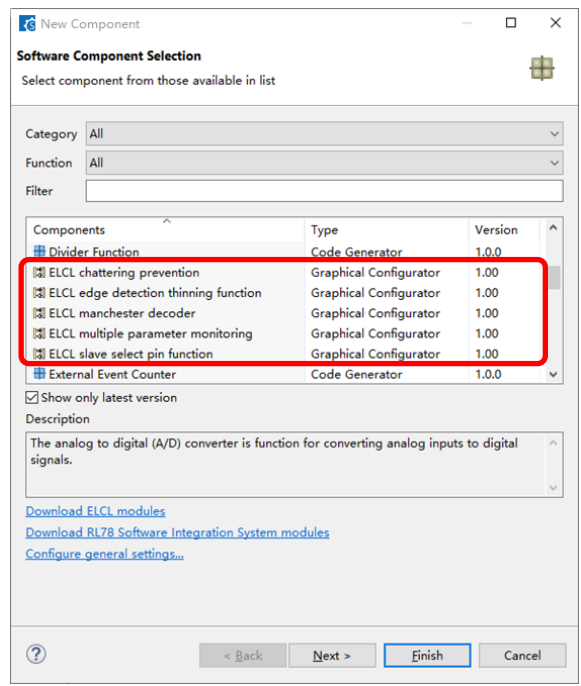 New Component
Software Component Selection
Select component from those available in list
Category All
Function All
Filter
Components Type Version
Divider Function Code Generator 1.0.0
ELCL chattering prevention Graphical Configurator 1.00
ELCL edge detection thinning function Graphical Configurator 1.00
ELCL manchester decoder Graphical Configurator 1.00
ELCL multiple parameter monitoring Graphical Configurator 1.00
ELCL slave select pin function Graphical Configurator 1.00
External Event Counter Code Generator 1.0.0
Show only latest version
Description
The analog to digital (A/D) converter is function for converting analog inputs to digital
signals.
Download ELCL modules
Download RL78 Software Integration System modules
Configure general settings...
? < Back Next > Finish Cancel